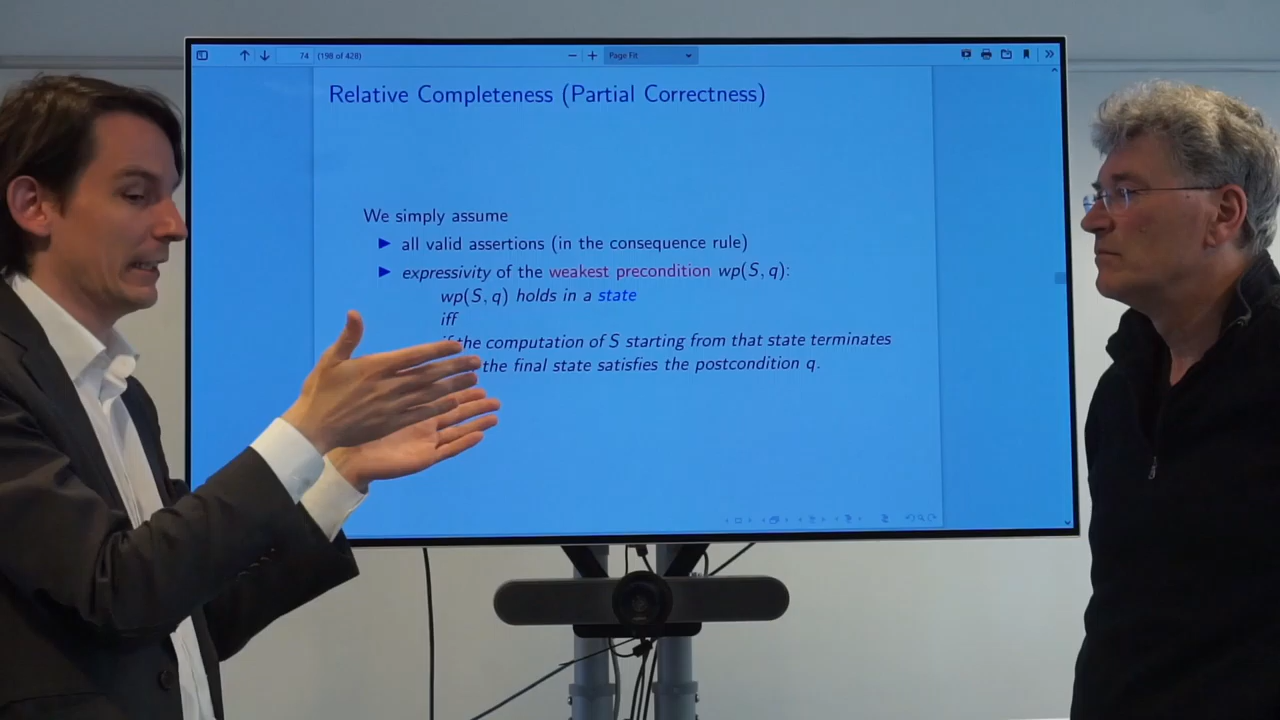 74 (198 of 428)
Page Fit
Relative Completeness (Partial Correctness)
We simply assume
▶ all valid assertions (in the consequence rule)
▶ expressivity of the weakest precondition wp(S, q):
wp(S, q) holds in a state
iff
the computation of S starting from that state terminates
the final state satisfies the postcondition q.